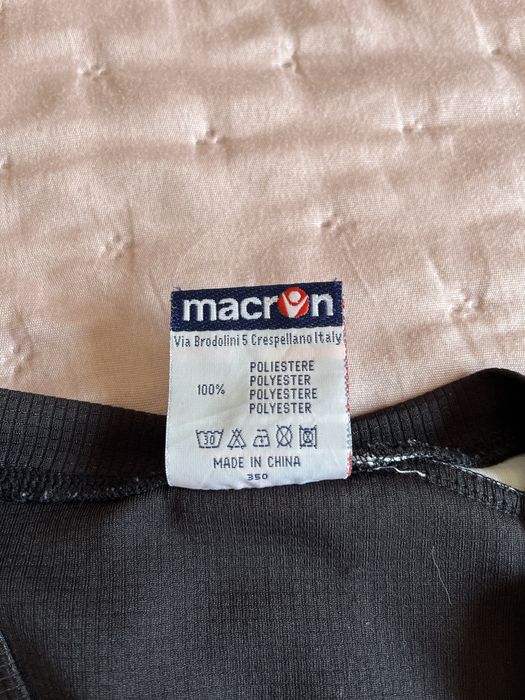 macron
Via Brodolini 5 Crespellano Italy
100%
POLIESTERE
POLYESTER
POLYESTERE
POLYESTER
30
MADE IN CHINA
350